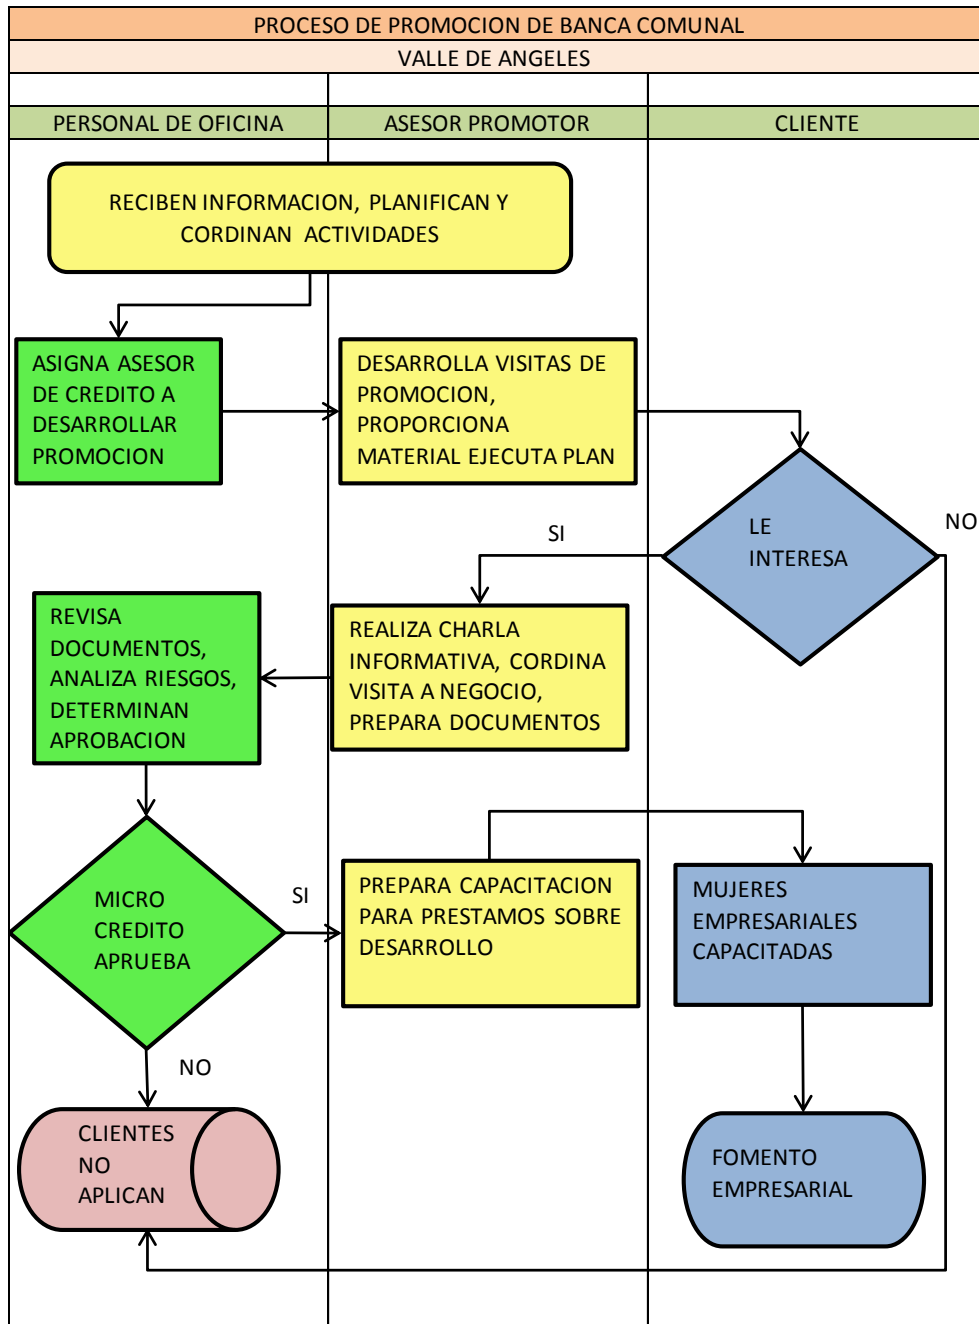 PROCESO DE PROMOCION DE BANCA COMUNAL
VALLE DE ANGELES
PERSONAL DE OFICINA
ASESOR PROMOTOR
CLIENTE
RECIBEN INFORMACION, PLANIFICAN Y
CORDINAN ACTIVIDADES
ASIGNA ASESOR
DE CREDITO A
DESARROLLAR
PROMOCION
DESARROLLA VISITAS DE
PROMOCION,
PROPORCIONA
MATERIAL EJECUTA PLAN
LE
INTERESA
NO
SI
REALIZA CHARLA
INFORMATIVA, CORDINA
VISITA A NEGOCIO,
PREPARA DOCUMENTOS
REVISA
DOCUMENTOS,
ANALIZA RIESGOS,
DETERMINAN
APROBACION
MICRO
CREDITO
APRUEBA
SI
PREPARA CAPACITACION
PARA PRESTAMOS SOBRE
DESARROLLO
MUJERES
EMPRESARIALES
CAPACITADAS
NO
CLIENTES
NO
APLICAN
FOMENTO
EMPRESARIAL